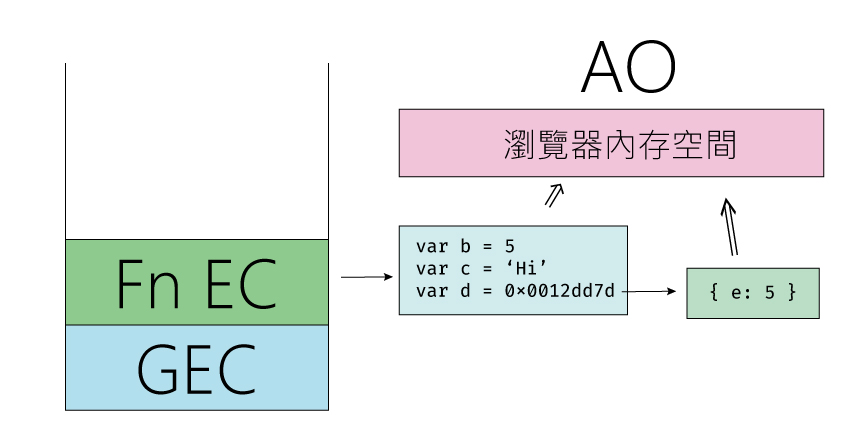 AO
瀏覽器內存空間
Fn EC
GEC
var b = 5
var c = ‘Hi’
var d = 0×0012dd7d
{ e: 5 }